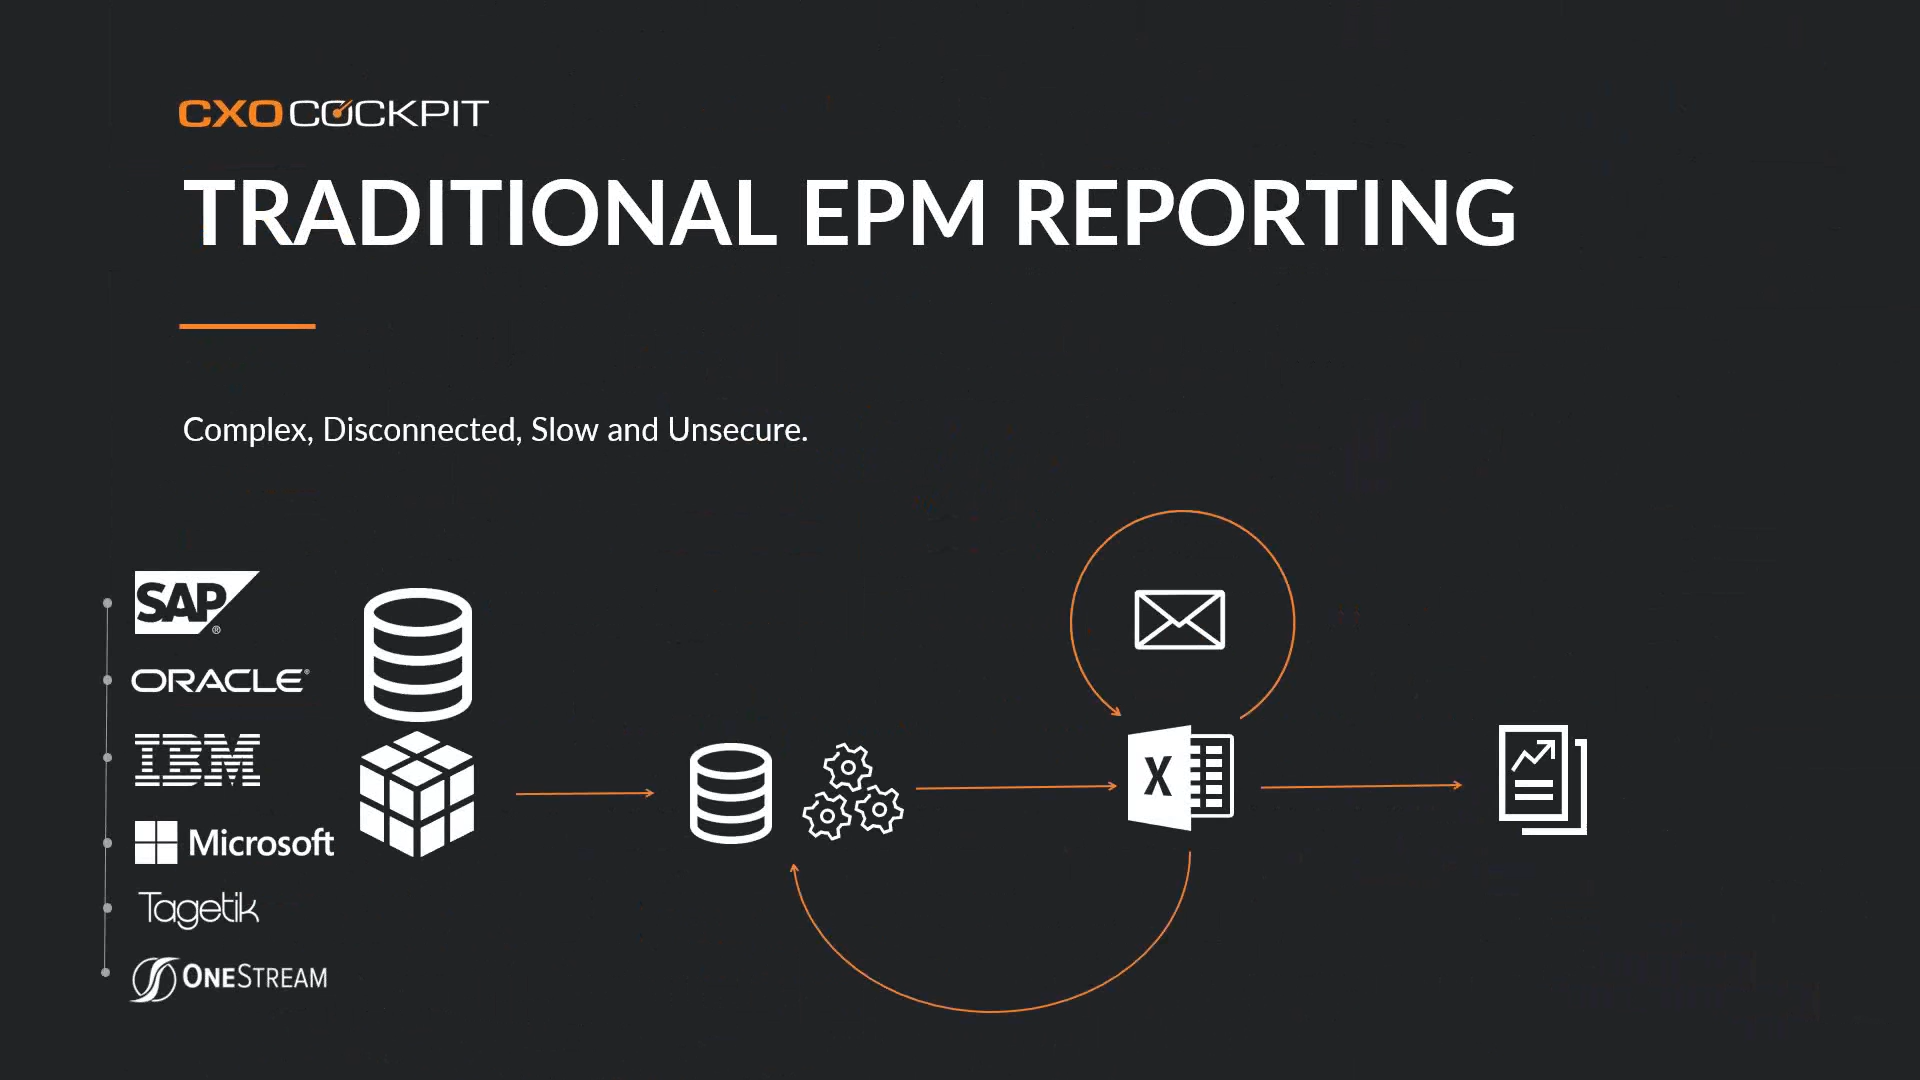 CXOCOCKPIT
TRADITIONAL EPM REPORTING
Complex, Disconnected, Slow and Unsecure.
SAP®
ORACLE®
IBM
Microsoft
Tagetik
ONESTREAM
X